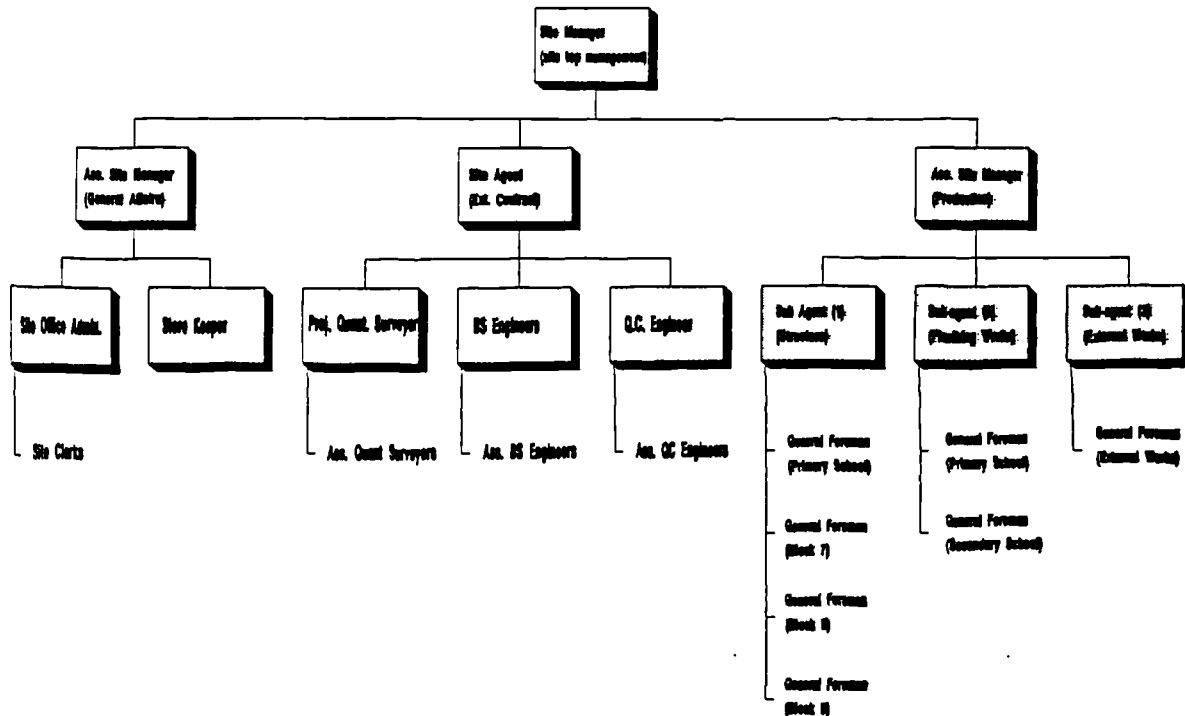 Site Manager
(site top management)
Ass. Site Manager
(General Affairs)
Site Agent
(Ext. Contract)
Ass. Site Manager
(Production)
Site Office Admin.
Store Keeper
Proj. Quant. Surveyor
BS Engineers
Q.C. Engineer
Sub Agent (1)
(Structure)
Sub-agent
(Finishing Works)
Sub-agent (3)
(External Works)
Site Clerks
Ass. Quant Surveyors
Ass. BS Engineers
Ass. QC Engineers
General Foreman
(Primary School)
General Foreman
(Block 7)
General Foreman
(Block
General Foreman
(Block
General Foreman
(Primary School)
General Foreman
(Secondary School)
General Foreman
(External Works)